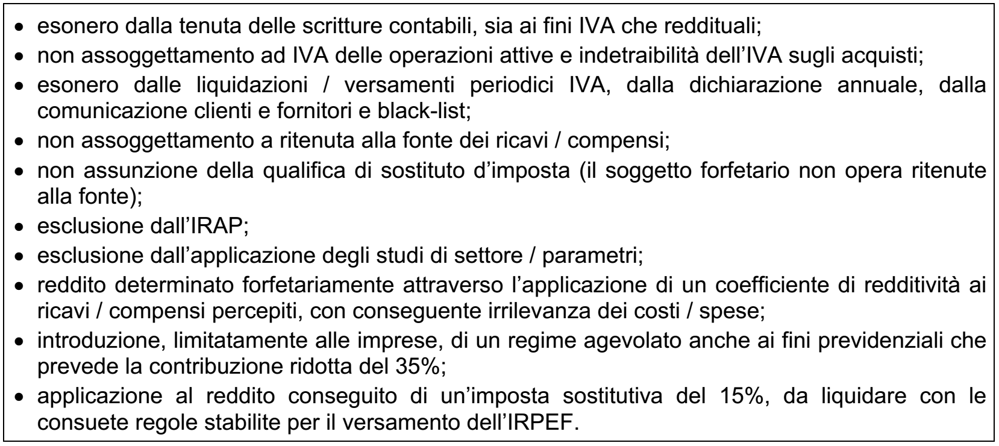 • esonero dalla tenuta delle scritture contabili, sia ai fini IVA che reddituali;
• non assoggettamento ad IVA delle operazioni attive e indetraibilità dell’IVA sugli acquisti;
• esonero dalle liquidazioni / versamenti periodici IVA, dalla dichiarazione annuale, dalla
comunicazione clienti e fornitori e black-list;
• non assoggettamento a ritenuta alla fonte dei ricavi / compensi;
• non assunzione della qualifica di sostituto d’imposta (il soggetto forfetario non opera ritenute
alla fonte);
• esclusione dall’IRAP;
• esclusione dall’applicazione degli studi di settore / parametri;
• reddito determinato forfetariamente attraverso l’applicazione di un coefficiente di redditività ai
ricavi / compensi percepiti, con conseguente irrilevanza dei costi / spese;
• introduzione, limitatamente alle imprese, di un regime agevolato anche ai fini previdenziali che
prevede la contribuzione ridotta del 35%;
• applicazione al reddito conseguito di un’imposta sostitutiva del 15%, da liquidare con le
consuete regole stabilite per il versamento dell’IRPEF.